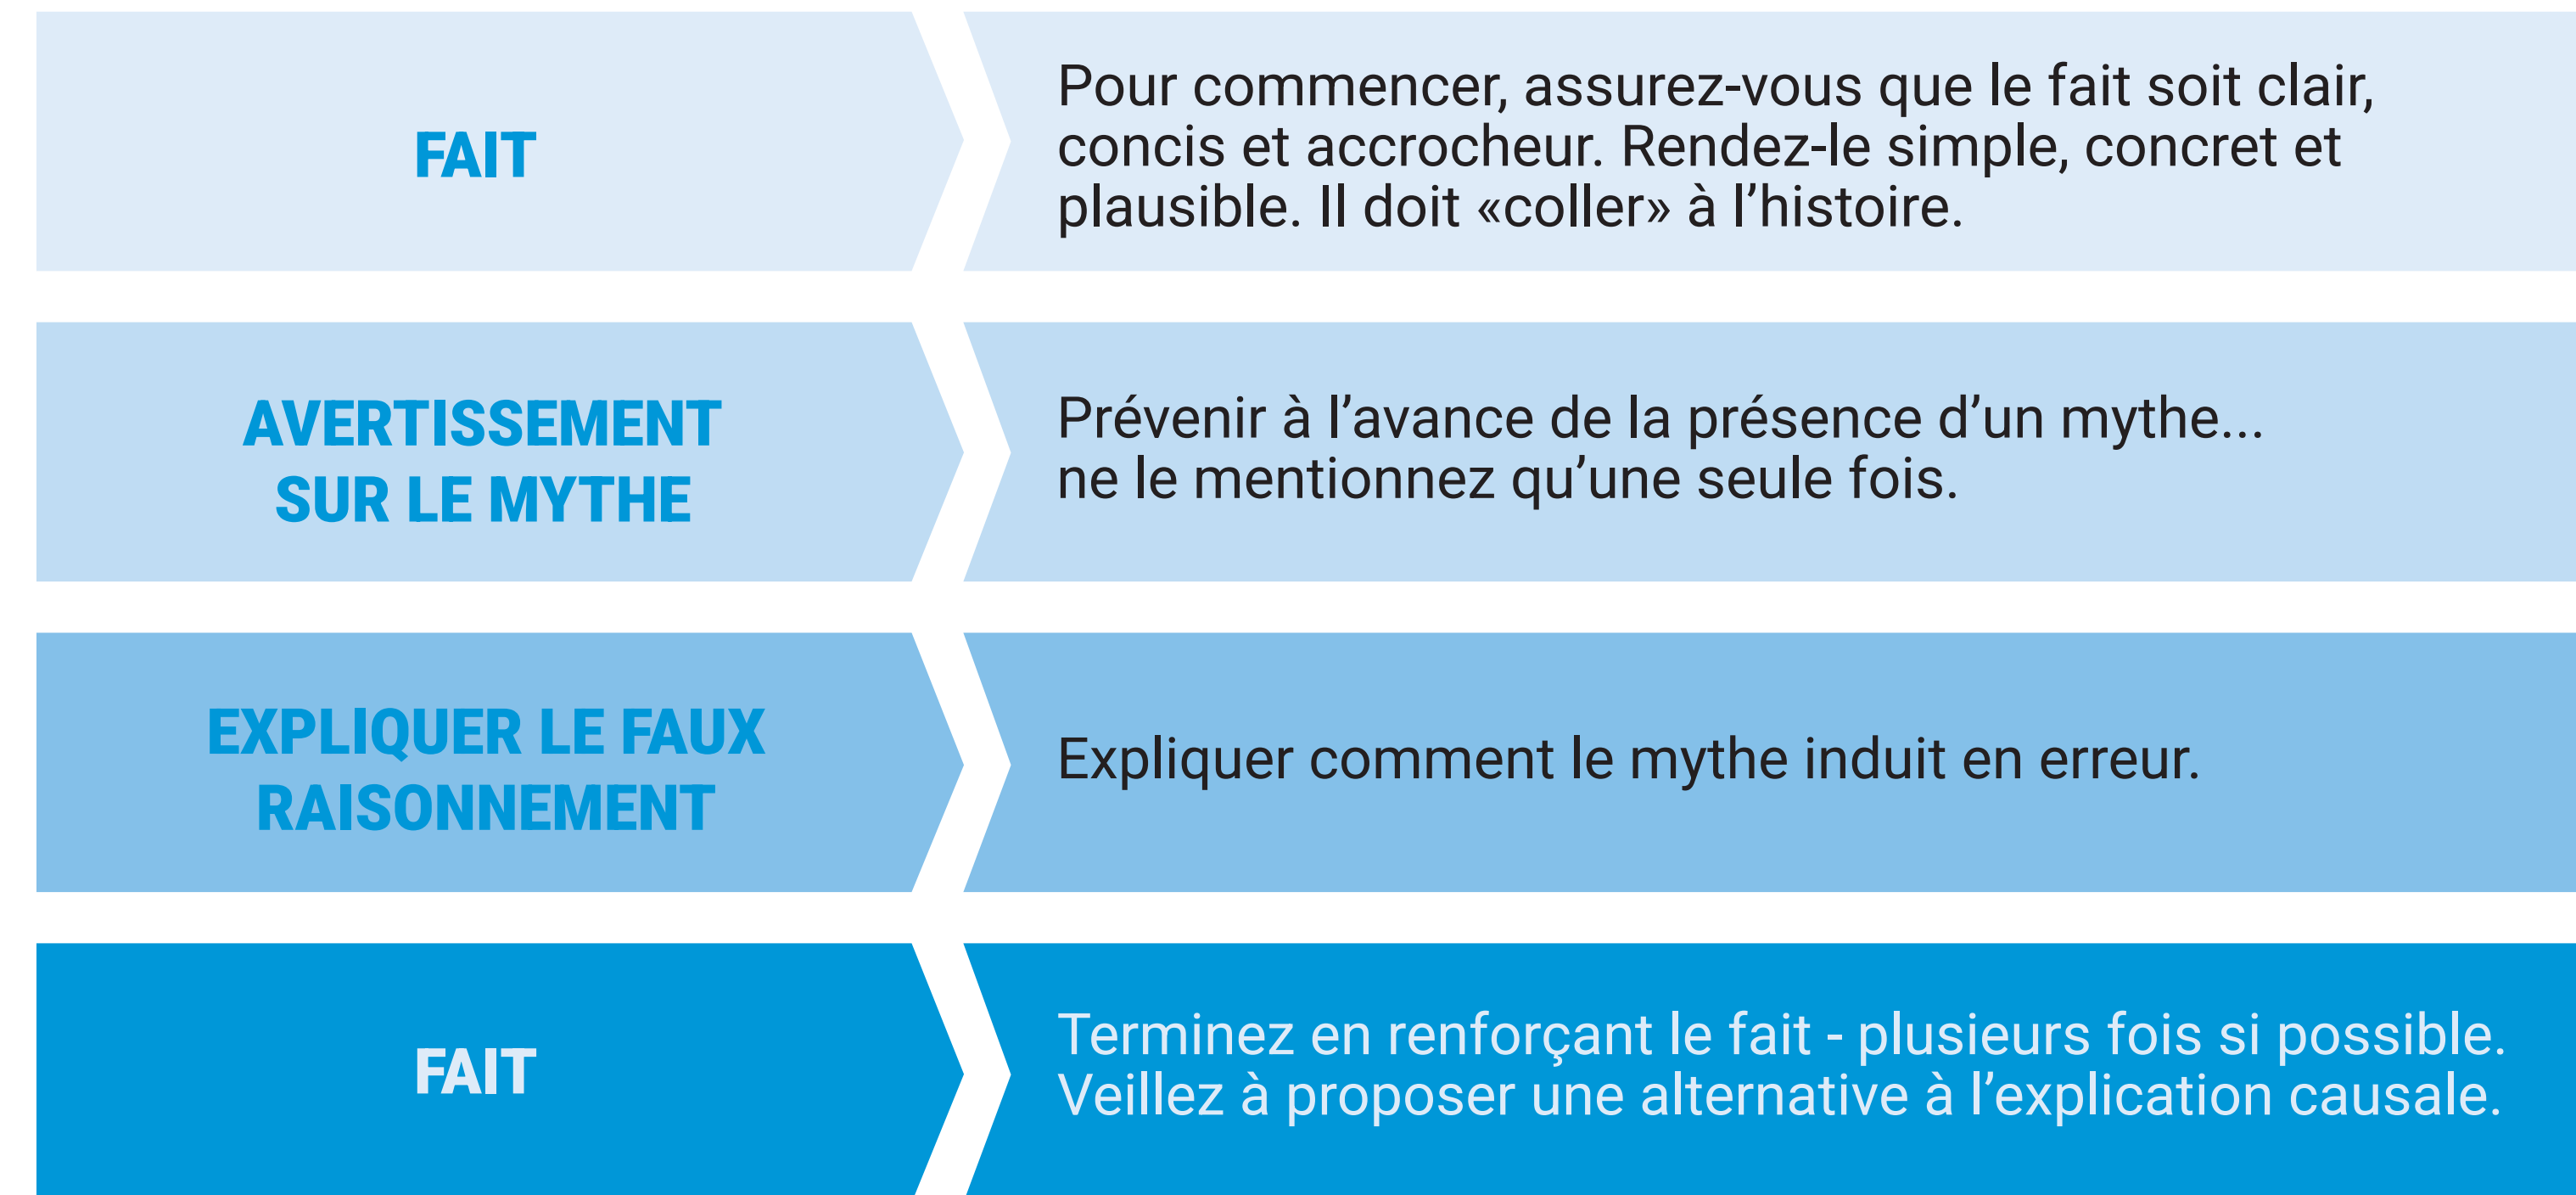 FAIT
Pour commencer, assurez-vous que le fait soit clair,
concis et accrocheur. Rendez-le simple, concret et
plausible. Il doit «coller» à l’histoire.
AVERTISSEMENT
SUR LE MYTHE
Prévenir à l’avance de la présence d’un mythe...
ne le mentionnez qu’une seule fois.
EXPLIQUER LE FAUX
RAISONNEMENT
Expliquer comment le mythe induit en erreur.
FAIT
Terminez en renforçant le fait - plusieurs fois si possible.
Veillez à proposer une alternative à l’explication causale.